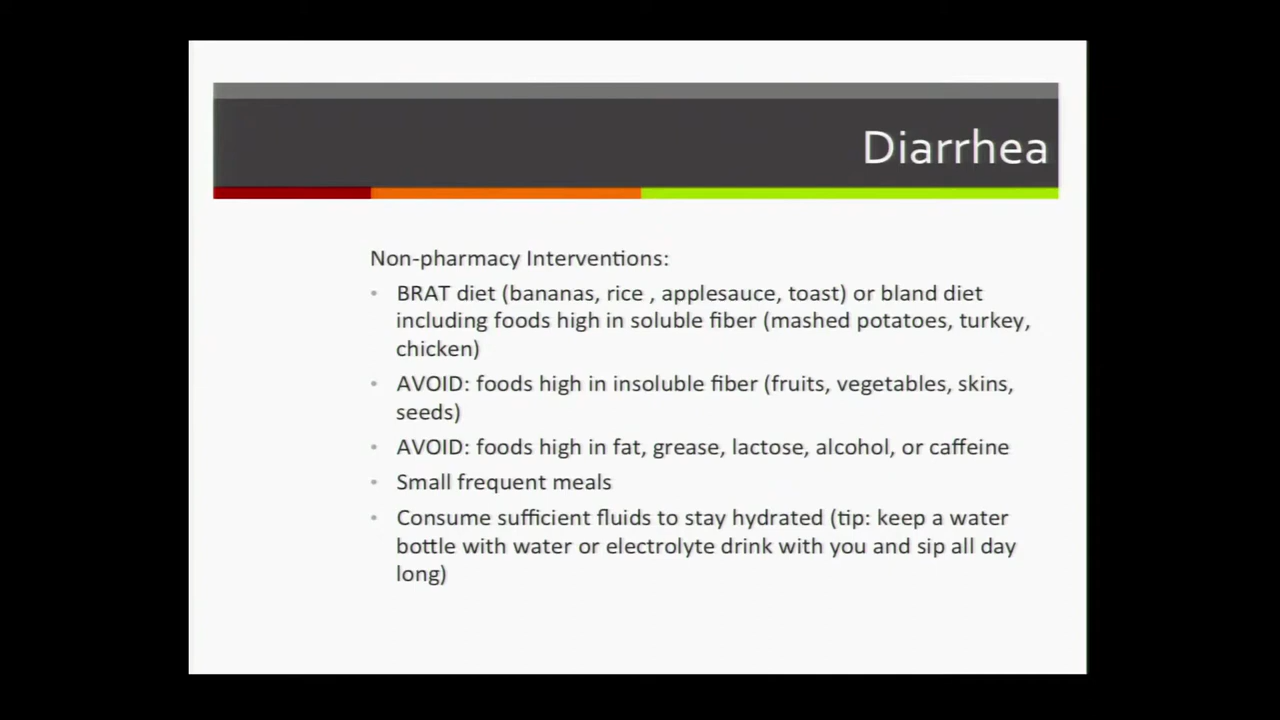 Diarrhea
Non-pharmacy Interventions:
• BRAT diet (bananas, rice , applesauce, toast) or bland diet
including foods high in soluble fiber (mashed potatoes, turkey,
chicken)
• AVOID: foods high in insoluble fiber (fruits, vegetables, skins,
seeds)
• AVOID: foods high in fat, grease, lactose, alcohol, or caffeine
• Small frequent meals
• Consume sufficient fluids to stay hydrated (tip: keep a water
bottle with water or electrolyte drink with you and sip all day
long)